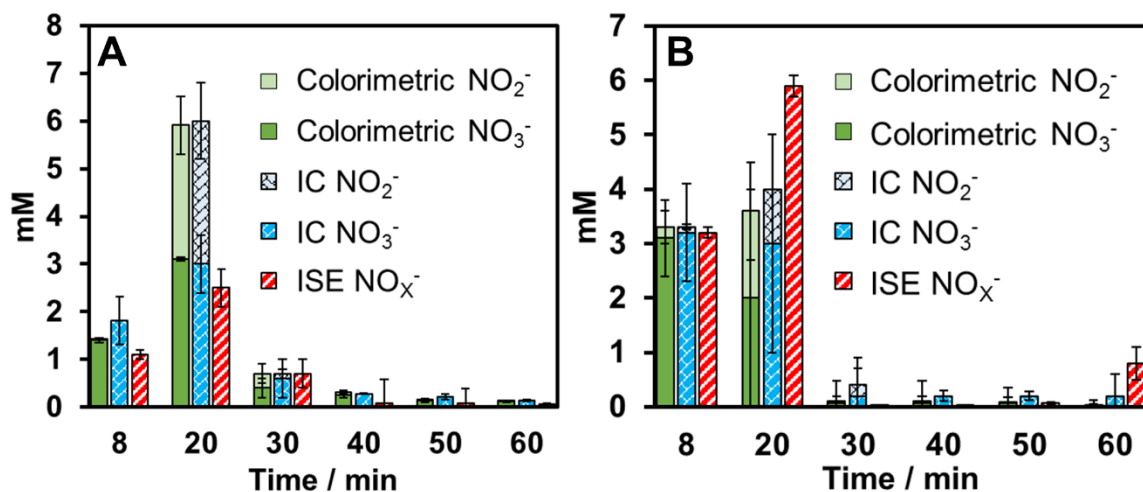 A
mM
8
7
6
5
4
3
2
1
0
Colorimetric NO₂⁻
Colorimetric NO₃⁻
IC NO₂⁻
IC NO₃⁻
ISE NOₓ⁻
8 20 30 40 50 60
Time / min
B
mM
7
6
5
4
3
2
1
0
Colorimetric NO₂⁻
Colorimetric NO₃⁻
IC NO₂⁻
IC NO₃⁻
ISE NOₓ⁻
8 20 30 40 50 60
Time / min